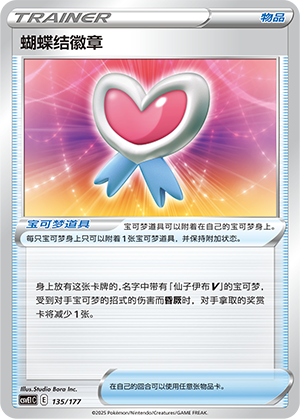 TRAINER 物品
蝴蝶结徽章
宝可梦道具 宝可梦道具可以附着在自己的宝可梦身上。
每只宝可梦身上只可以附着1张宝可梦道具，并保持附加状态。
身上放有这张卡牌的，名字中带有「仙子伊布V」的宝可梦，
受到对手宝可梦的招式的伤害而昏厥时，对手拿取的奖赏
卡将减少1张。
Illus.Studio Bora Inc.
E 135/177
在自己的回合可以使用任意张物品卡。
©2025 Pokémon/Nintendo/Creatures/GAME FREAK.